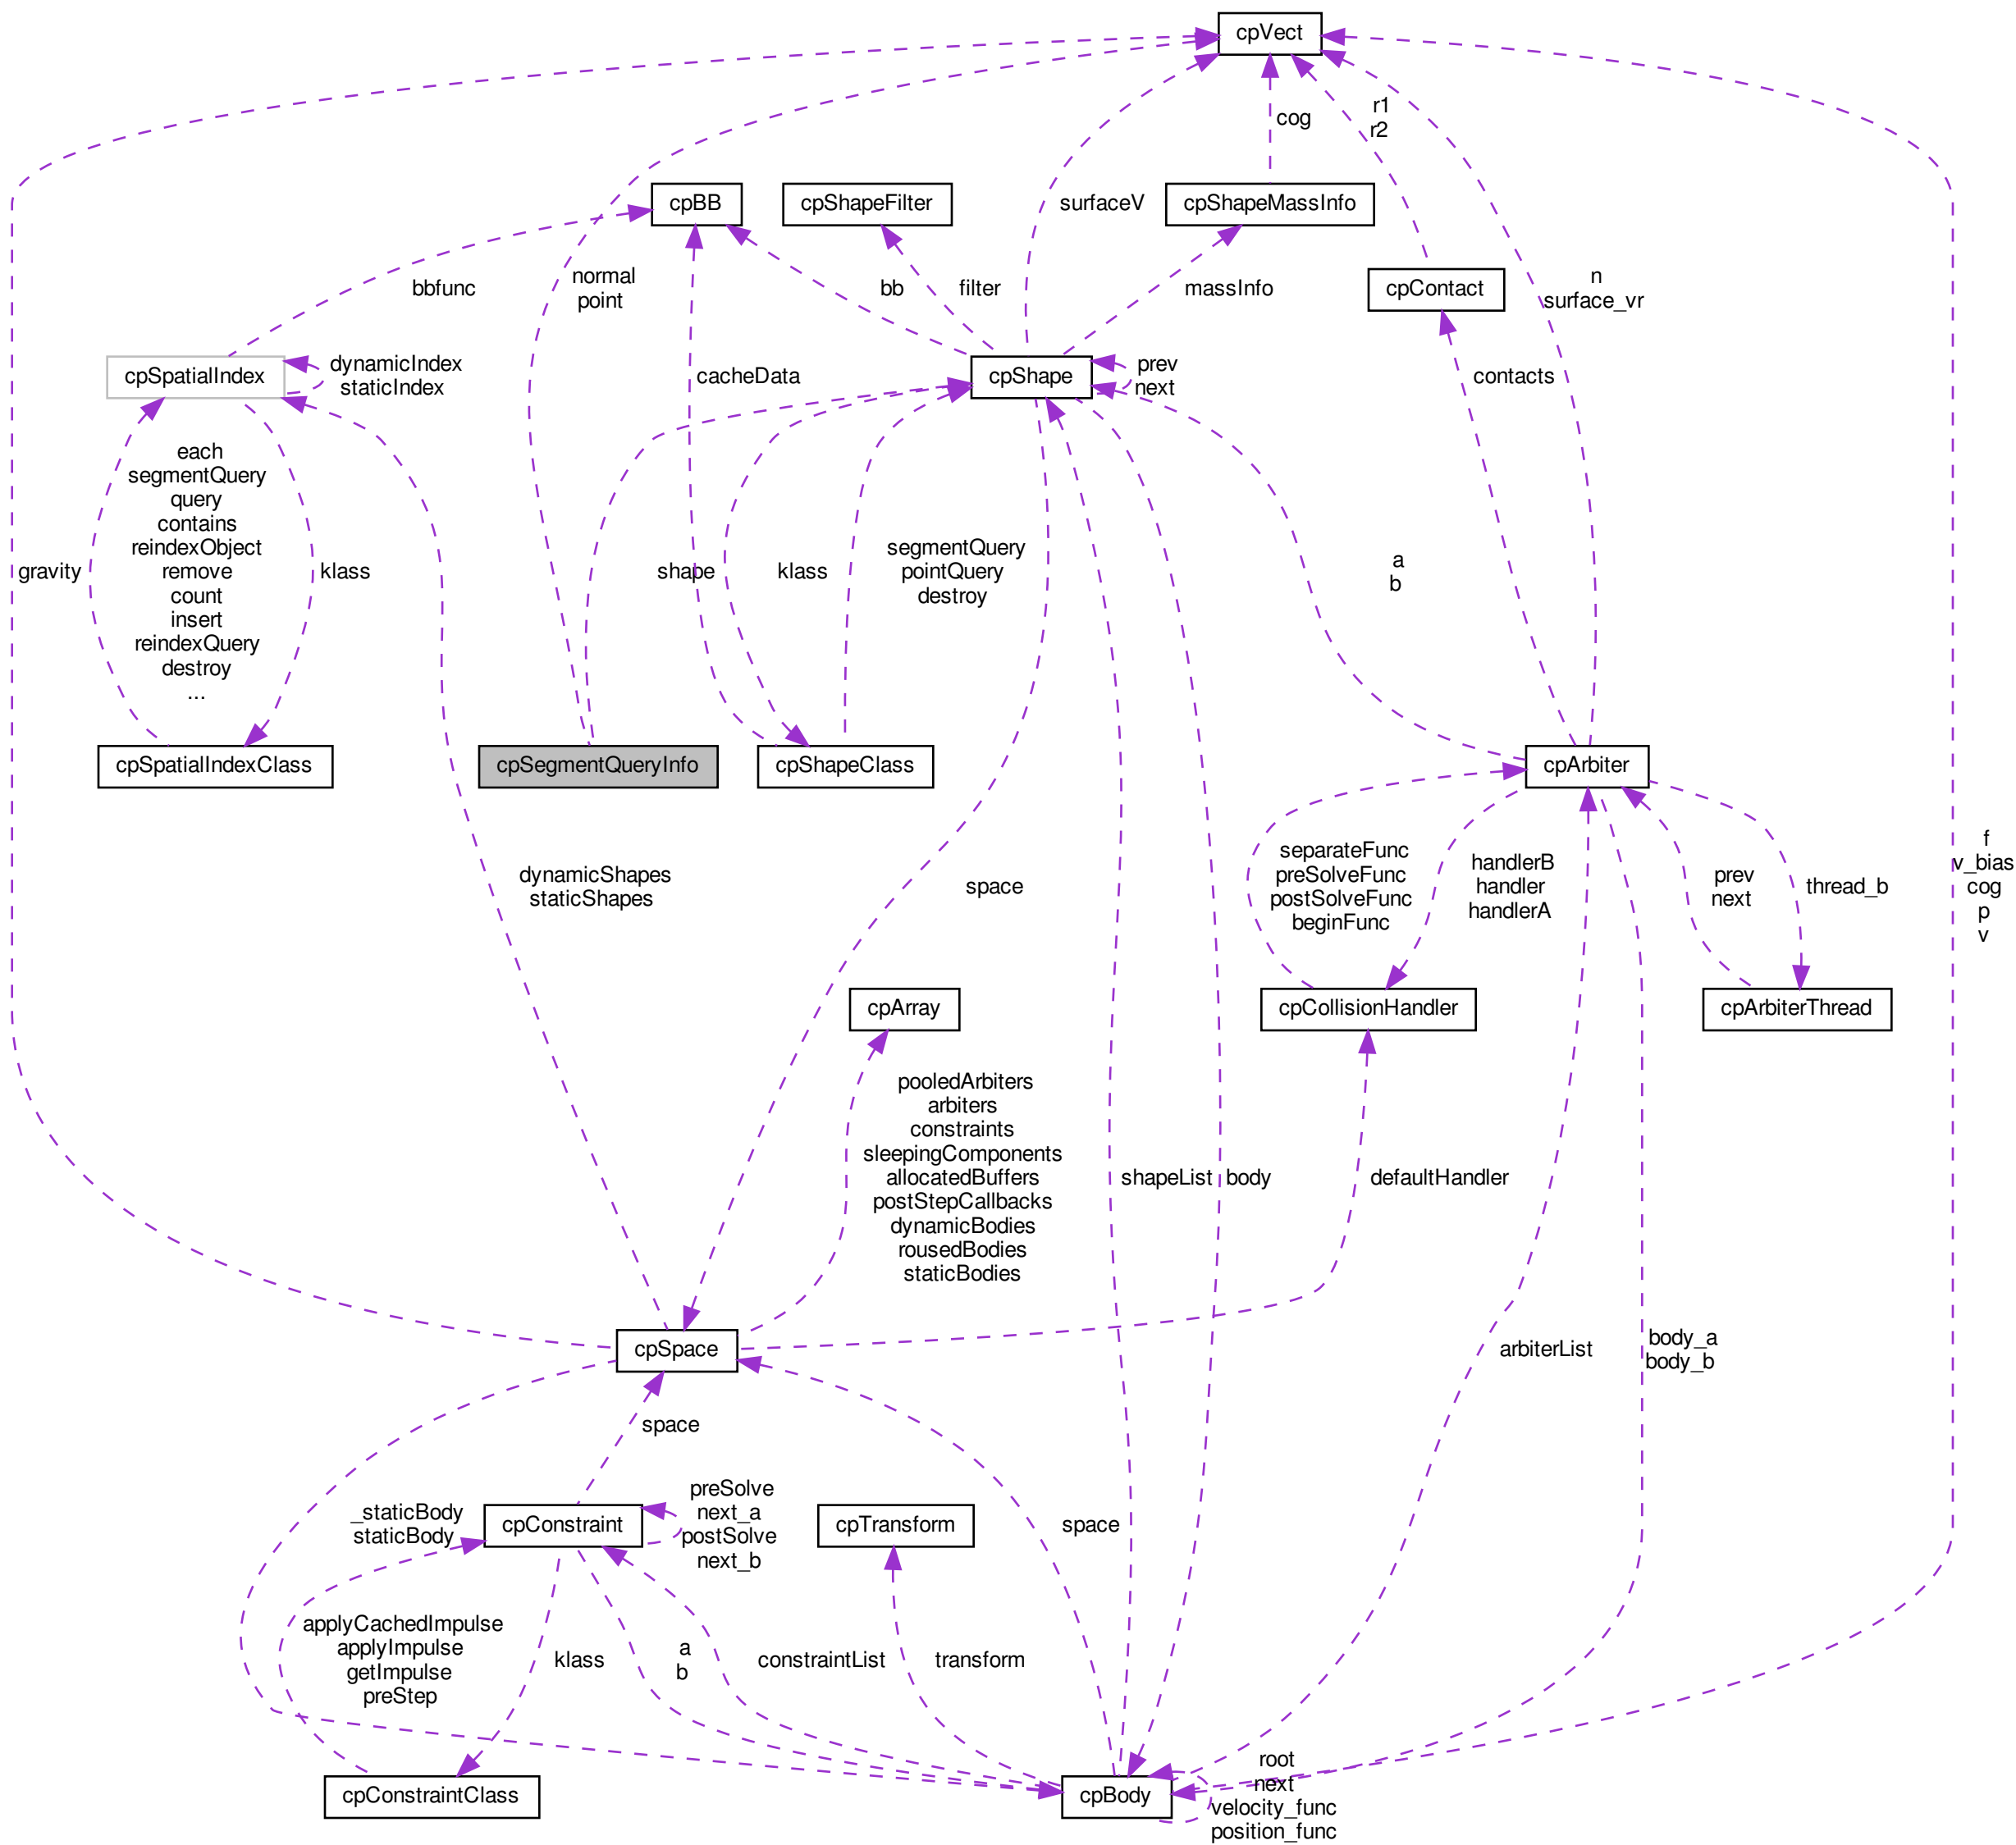 cpVect
r1
r2
cog
cpBB
cpShapeFilter
surfaceV
cpShapeMassInfo
normal
point
bbfunc
bb
filter
massInfo
cpContact
n
surface_vr
cpSpatialIndex
dynamicIndex
staticIndex
cacheData
cpShape
prev
next
contacts
each
segmentQuery
query
contains
reindexObject
remove
count
insert
reindexQuery
destroy
...
gravity
klass
shape
klass
segmentQuery
pointQuery
destroy
a
b
cpSpatialIndexClass
cpSegmentQueryInfo
cpShapeClass
cpArbiter
dynamicShapes
staticShapes
space
separateFunc
preSolveFunc
postSolveFunc
beginFunc
handlerB
handler
handlerA
prev
next
thread_b
f
v_bias
cog
p
v
cpArray
cpCollisionHandler
cpArbiterThread
pooledArbiters
arbiters
constraints
sleepingComponents
allocatedBuffers
postStepCallbacks
dynamicBodies
rousedBodies
staticBodies
shapeList
body
defaultHandler
cpSpace
arbiterList
body_a
body_b
space
_staticBody
staticBody
cpConstraint
preSolve
next_a
postSolve
next_b
cpTransform
space
applyCachedImpulse
applyImpulse
getImpulse
preStep
klass
a
b
constraintList
transform
cpConstraintClass
cpBody
root
next
velocity_func
position_func